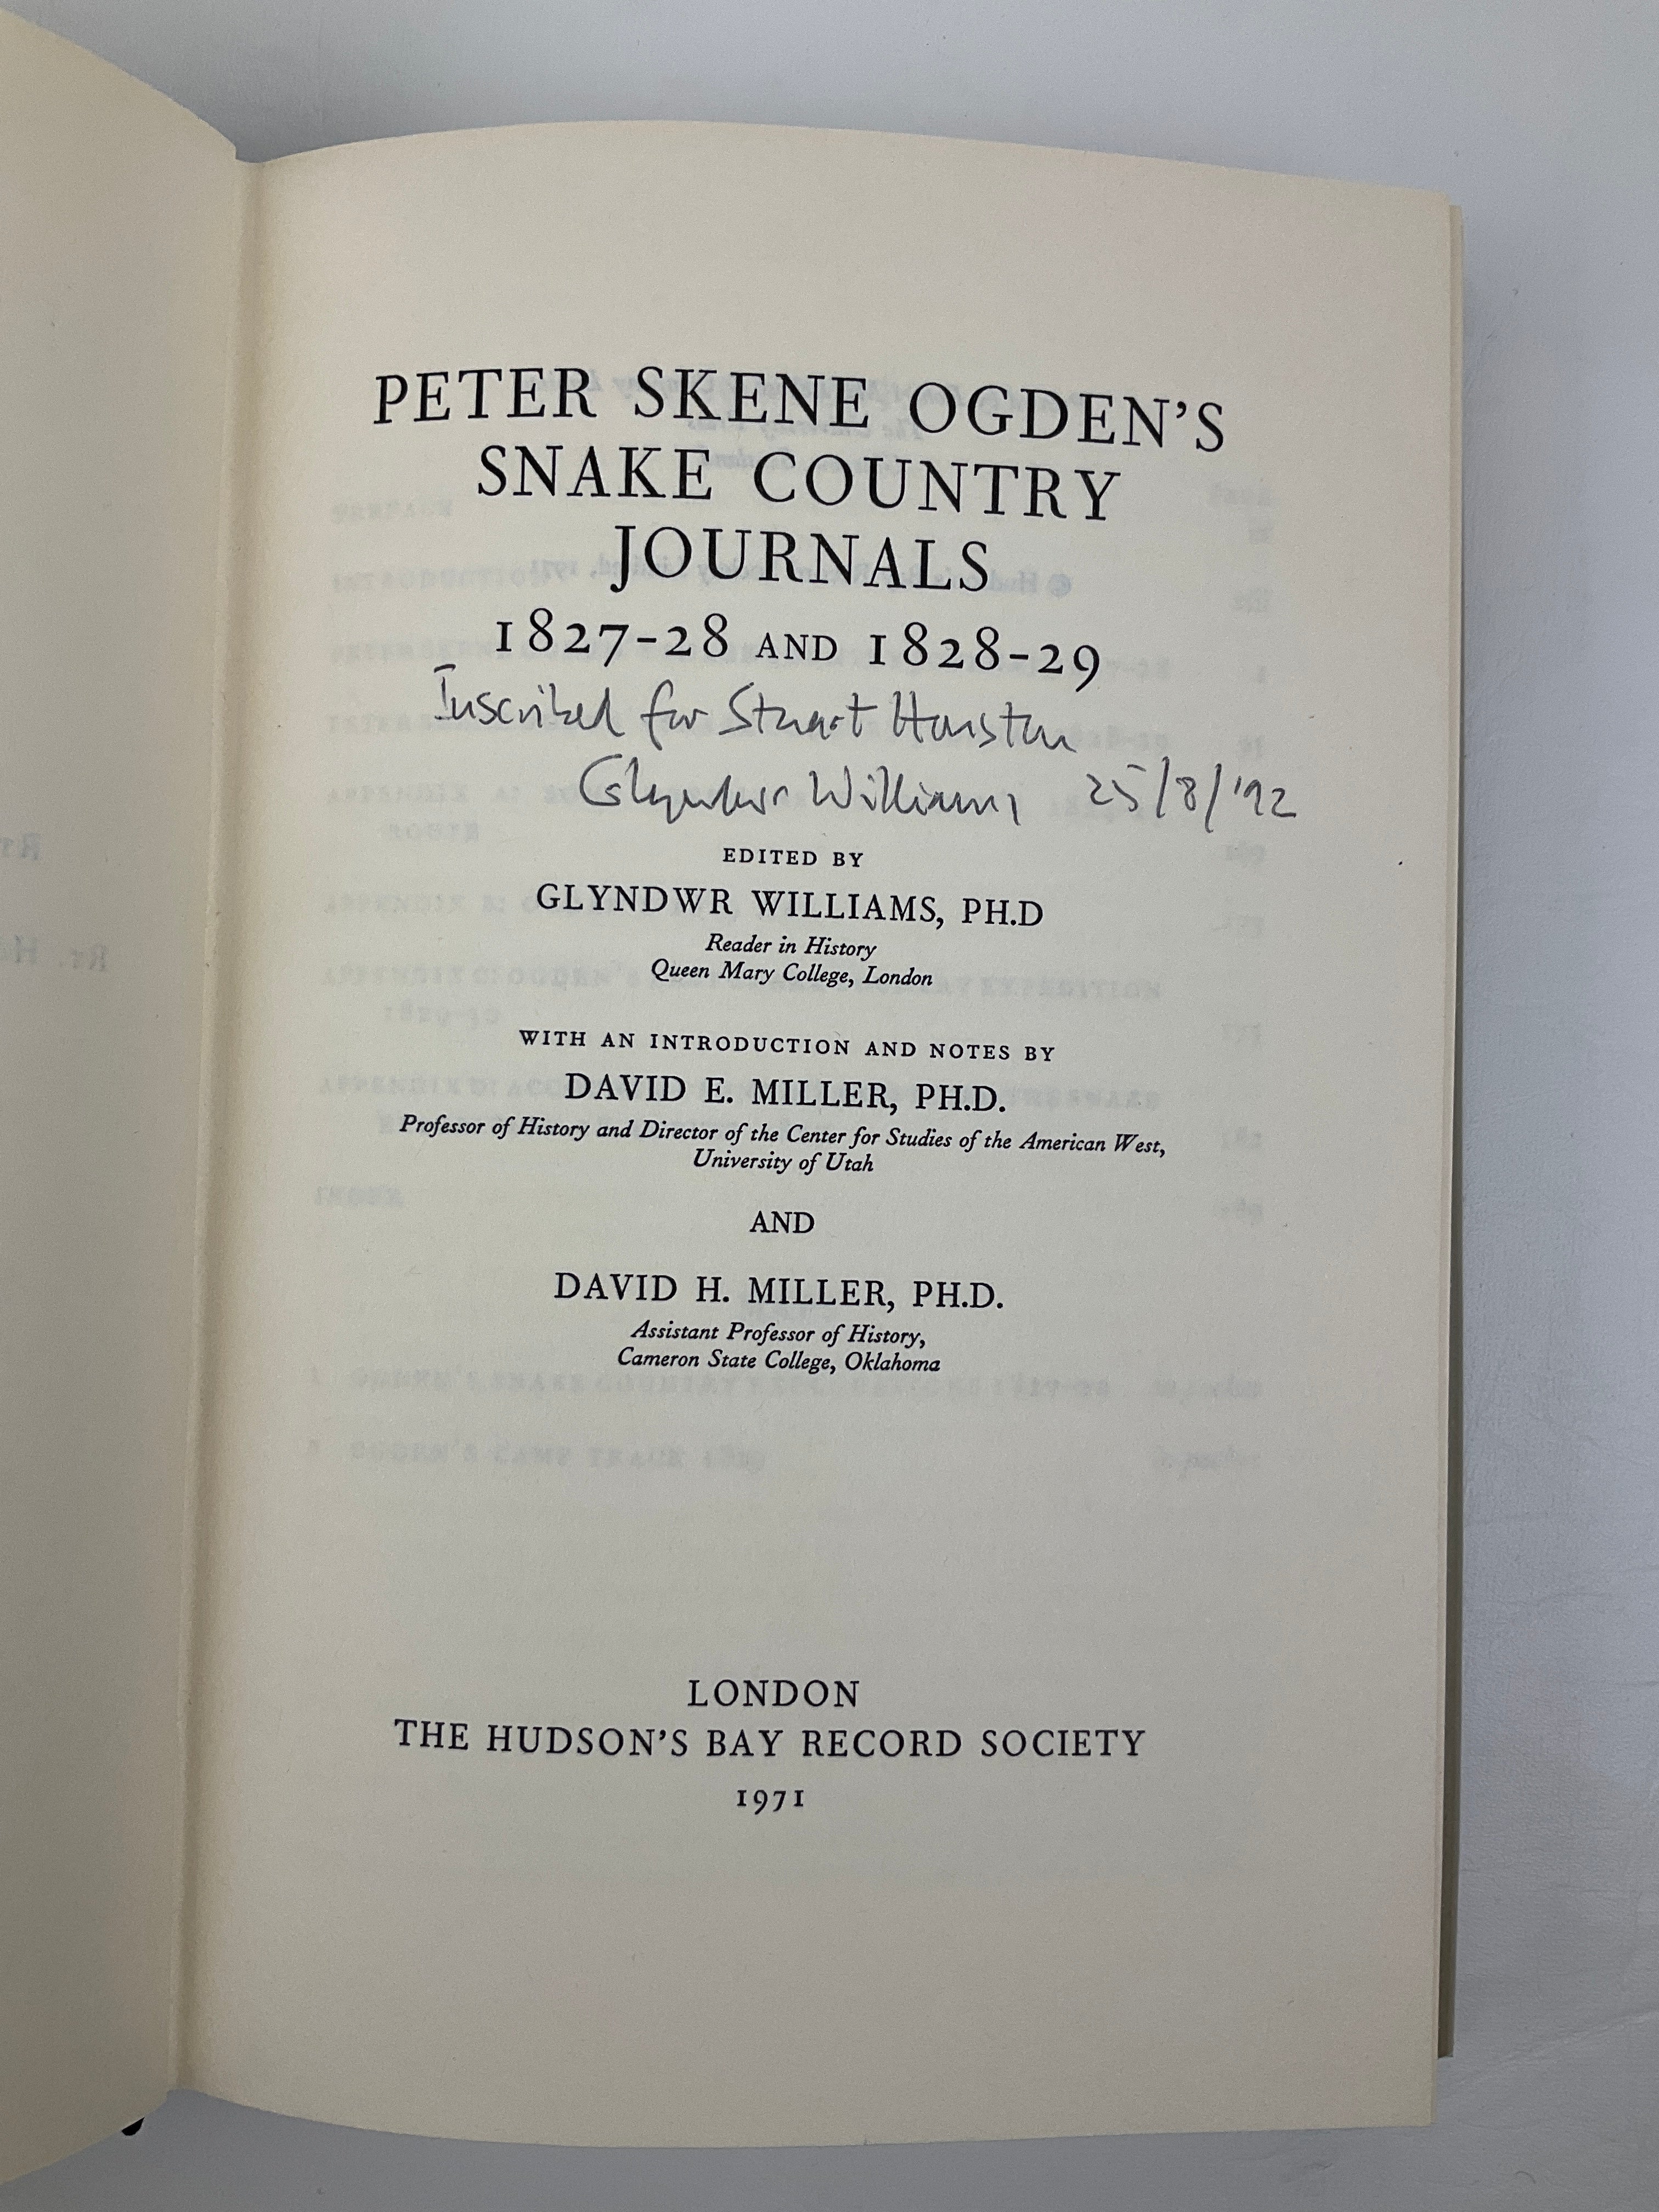 PETER SKENE OGDEN'S
SNAKE COUNTRY
JOURNALS
1827-28 AND 1828-29
Inscribed for Stuart Houston
Glyndwr Williams 25/8/'92
EDITED BY
GLYNDWR WILLIAMS, PH.D
Reader in History
Queen Mary College, London
WITH AN INTRODUCTION AND NOTES BY
DAVID E. MILLER, PH.D.
Professor of History and Director of the Center for Studies of the American West,
University of Utah
AND
DAVID H. MILLER, PH.D.
Assistant Professor of History,
Cameron State College, Oklahoma
LONDON
THE HUDSON'S BAY RECORD SOCIETY
1971